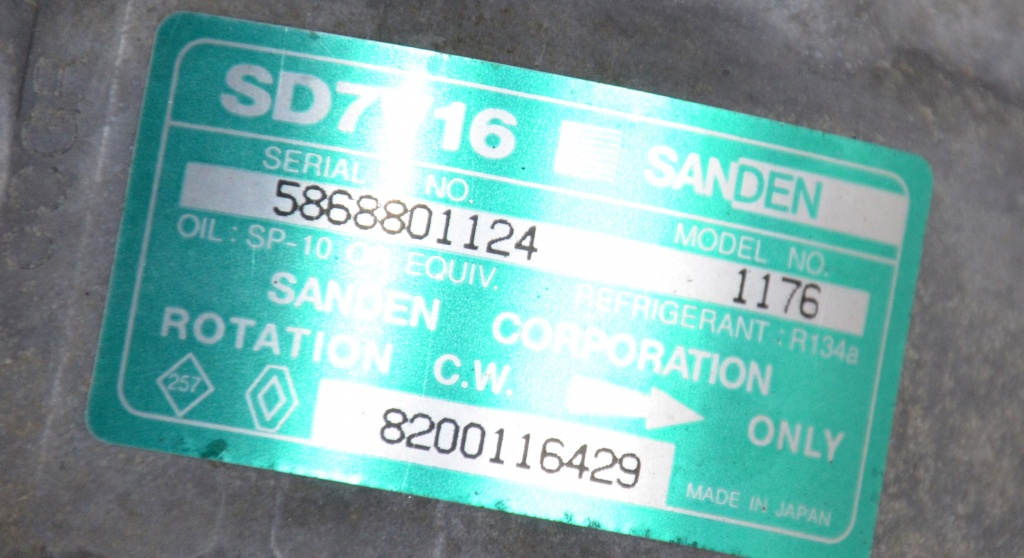 SD7V16 SANDEN
SERIAL NO. MODEL NO.
5868801124 1176
OIL : SP-10 OR EQUIV. REFRIGERANT : R134a
SANDEN CORPORATION
ROTATION C.W. ONLY
257
8200116429
MADE IN JAPAN